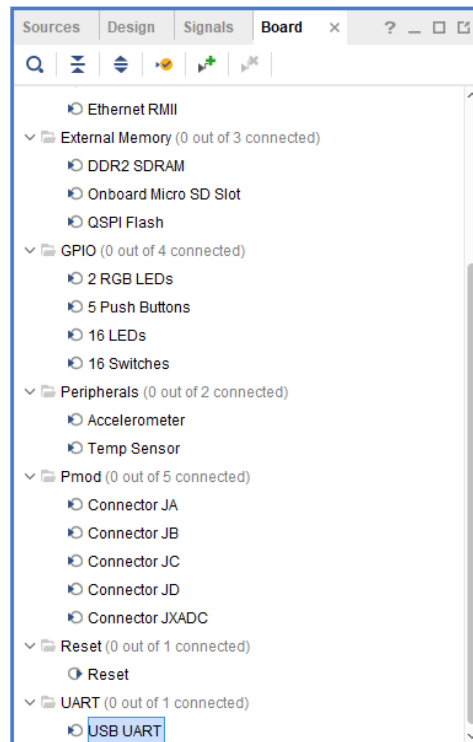 Sources Design Signals Board × ? _
Ethernet RMII
External Memory (0 out of 3 connected)
DDR2 SDRAM
Onboard Micro SD Slot
QSPI Flash
GPIO (0 out of 4 connected)
2 RGB LEDs
5 Push Buttons
16 LEDs
16 Switches
Peripherals (0 out of 2 connected)
Accelerometer
Temp Sensor
Pmod (0 out of 5 connected)
Connector JA
Connector JB
Connector JC
Connector JD
Connector JXADC
Reset (0 out of 1 connected)
Reset
UART (0 out of 1 connected)
USB UART